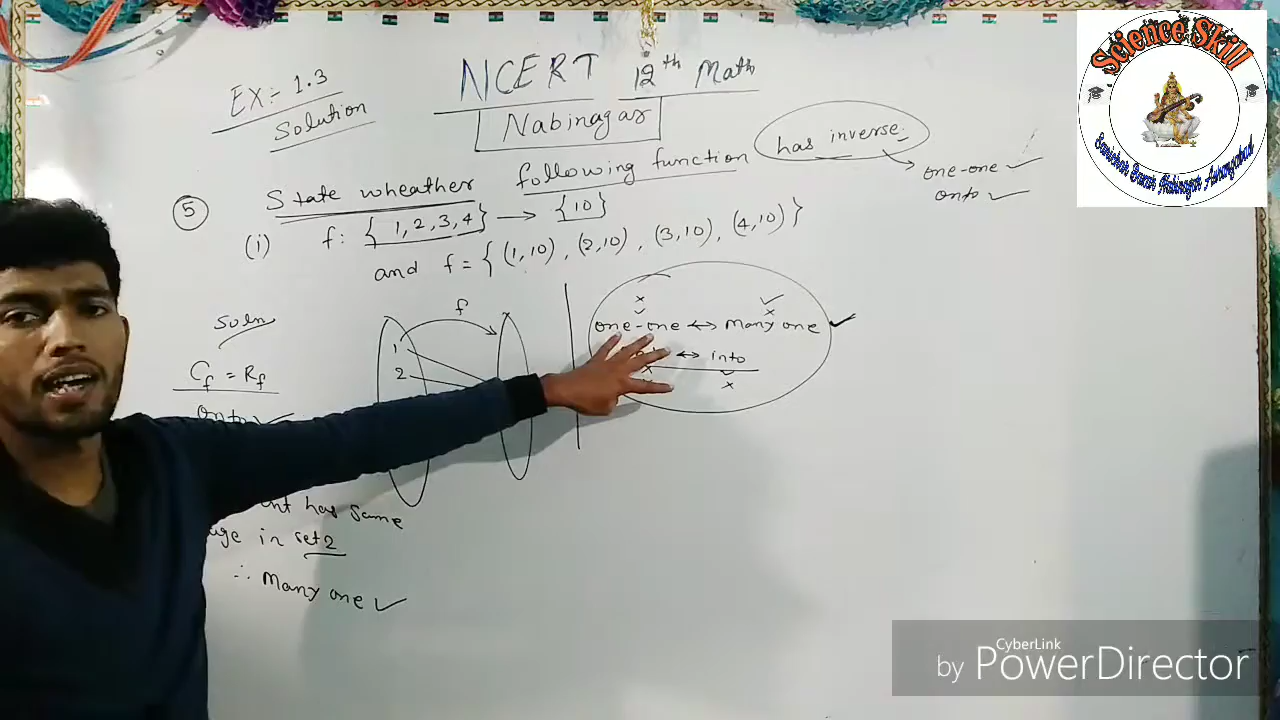 EX:- 1.3
Solution
NCERT 12th Math
Nabinagar
⑤ State wheather following function has inverse.
one-one ✓
onto ✓
(i) f: {1,2,3,4} → {10}
and f = {(1,10), (2,10), (3,10), (4,10)}
Soln
Cf = Rf
onto ✓
has same
in set 2
∴ Many one ✓
f
1
2
one-one ↔ Many one ✓
↔ into
Science Skill
by CyberLink PowerDirector